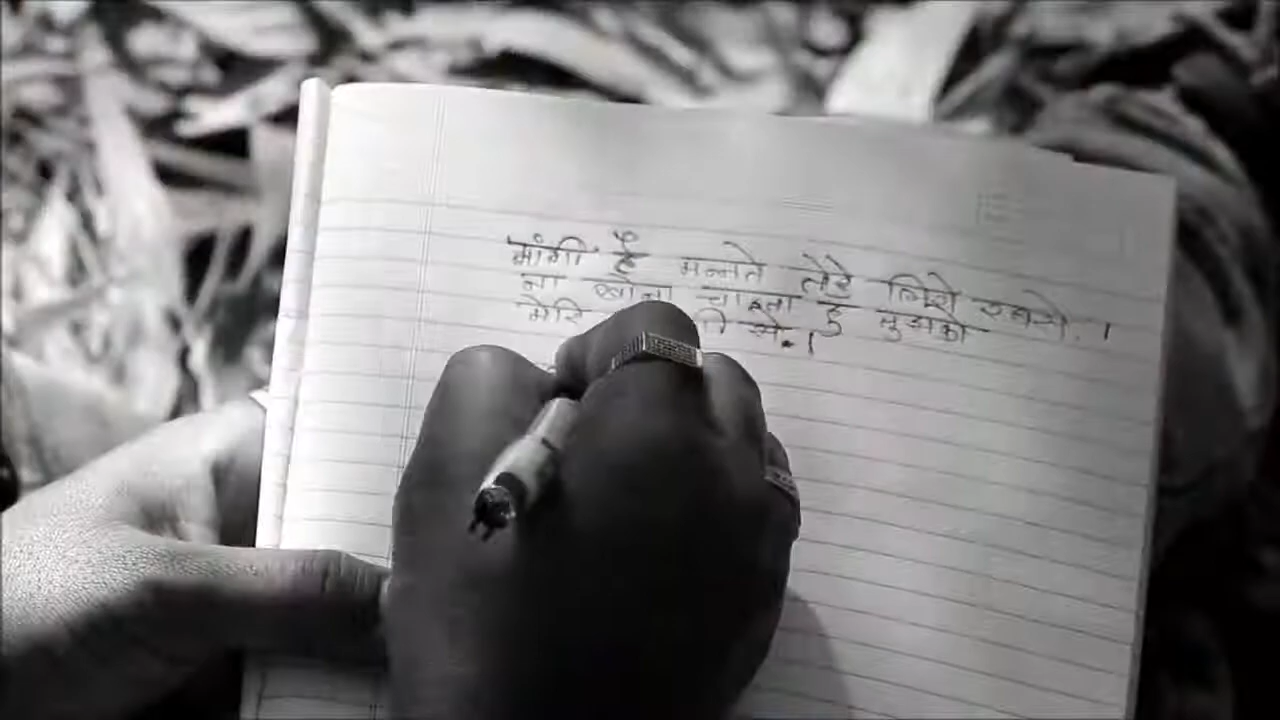 मांगी हैं मन्नते तेरे लिये रबसे.।
ना खोना चाहता हु तुझको
मेरि से.।